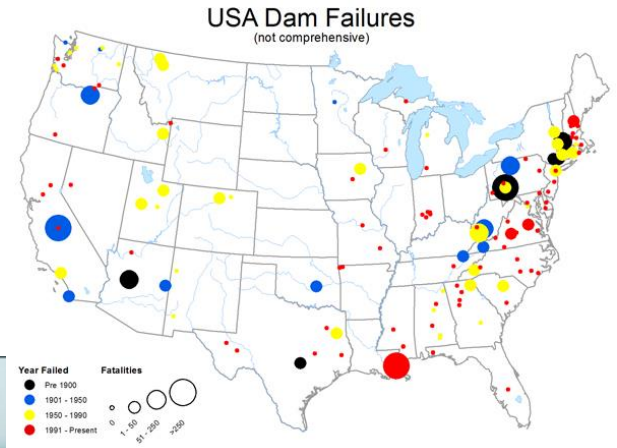 USA Dam Failures
(not comprehensive)
Year Failed
Pre 1900
1901 - 1950
1950 - 1990
1991 - Present
Fatalities
0
1 - 50
51 - 250
>250